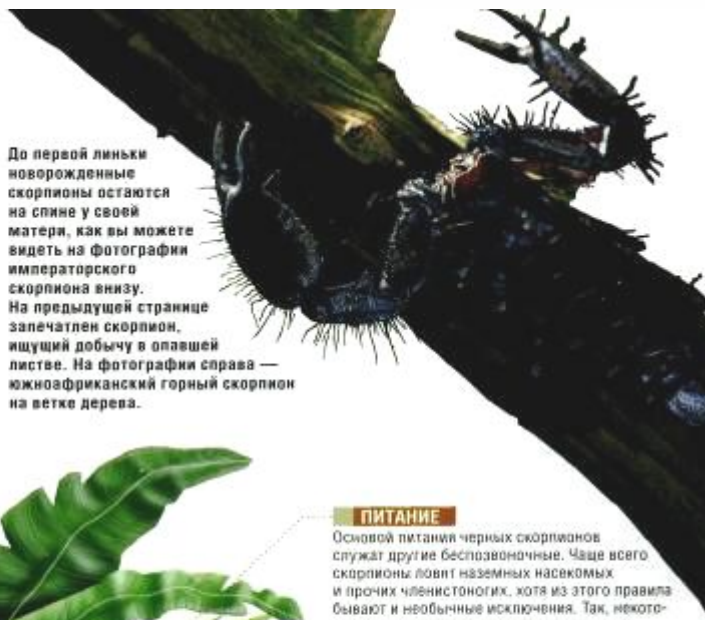 До первой линьки
новорожденные
скорпионы остаются
на спине у своей
матери, как вы можете
видеть на фотографии
императорского
скорпиона внизу.
На предыдущей странице
запечатлен скорпион,
ищущий добычу в опавшей
листве. На фотографии справа —
южноафриканский горный скорпион
на ветке дерева.
ПИТАНИЕ
Основой питания черных скорпионов
служат другие беспозвоночные. Чаще всего
скорпионы ловят наземных насекомых
и прочих членистоногих, хотя из этого правила
бывают и необычные исключения. Так, некото-